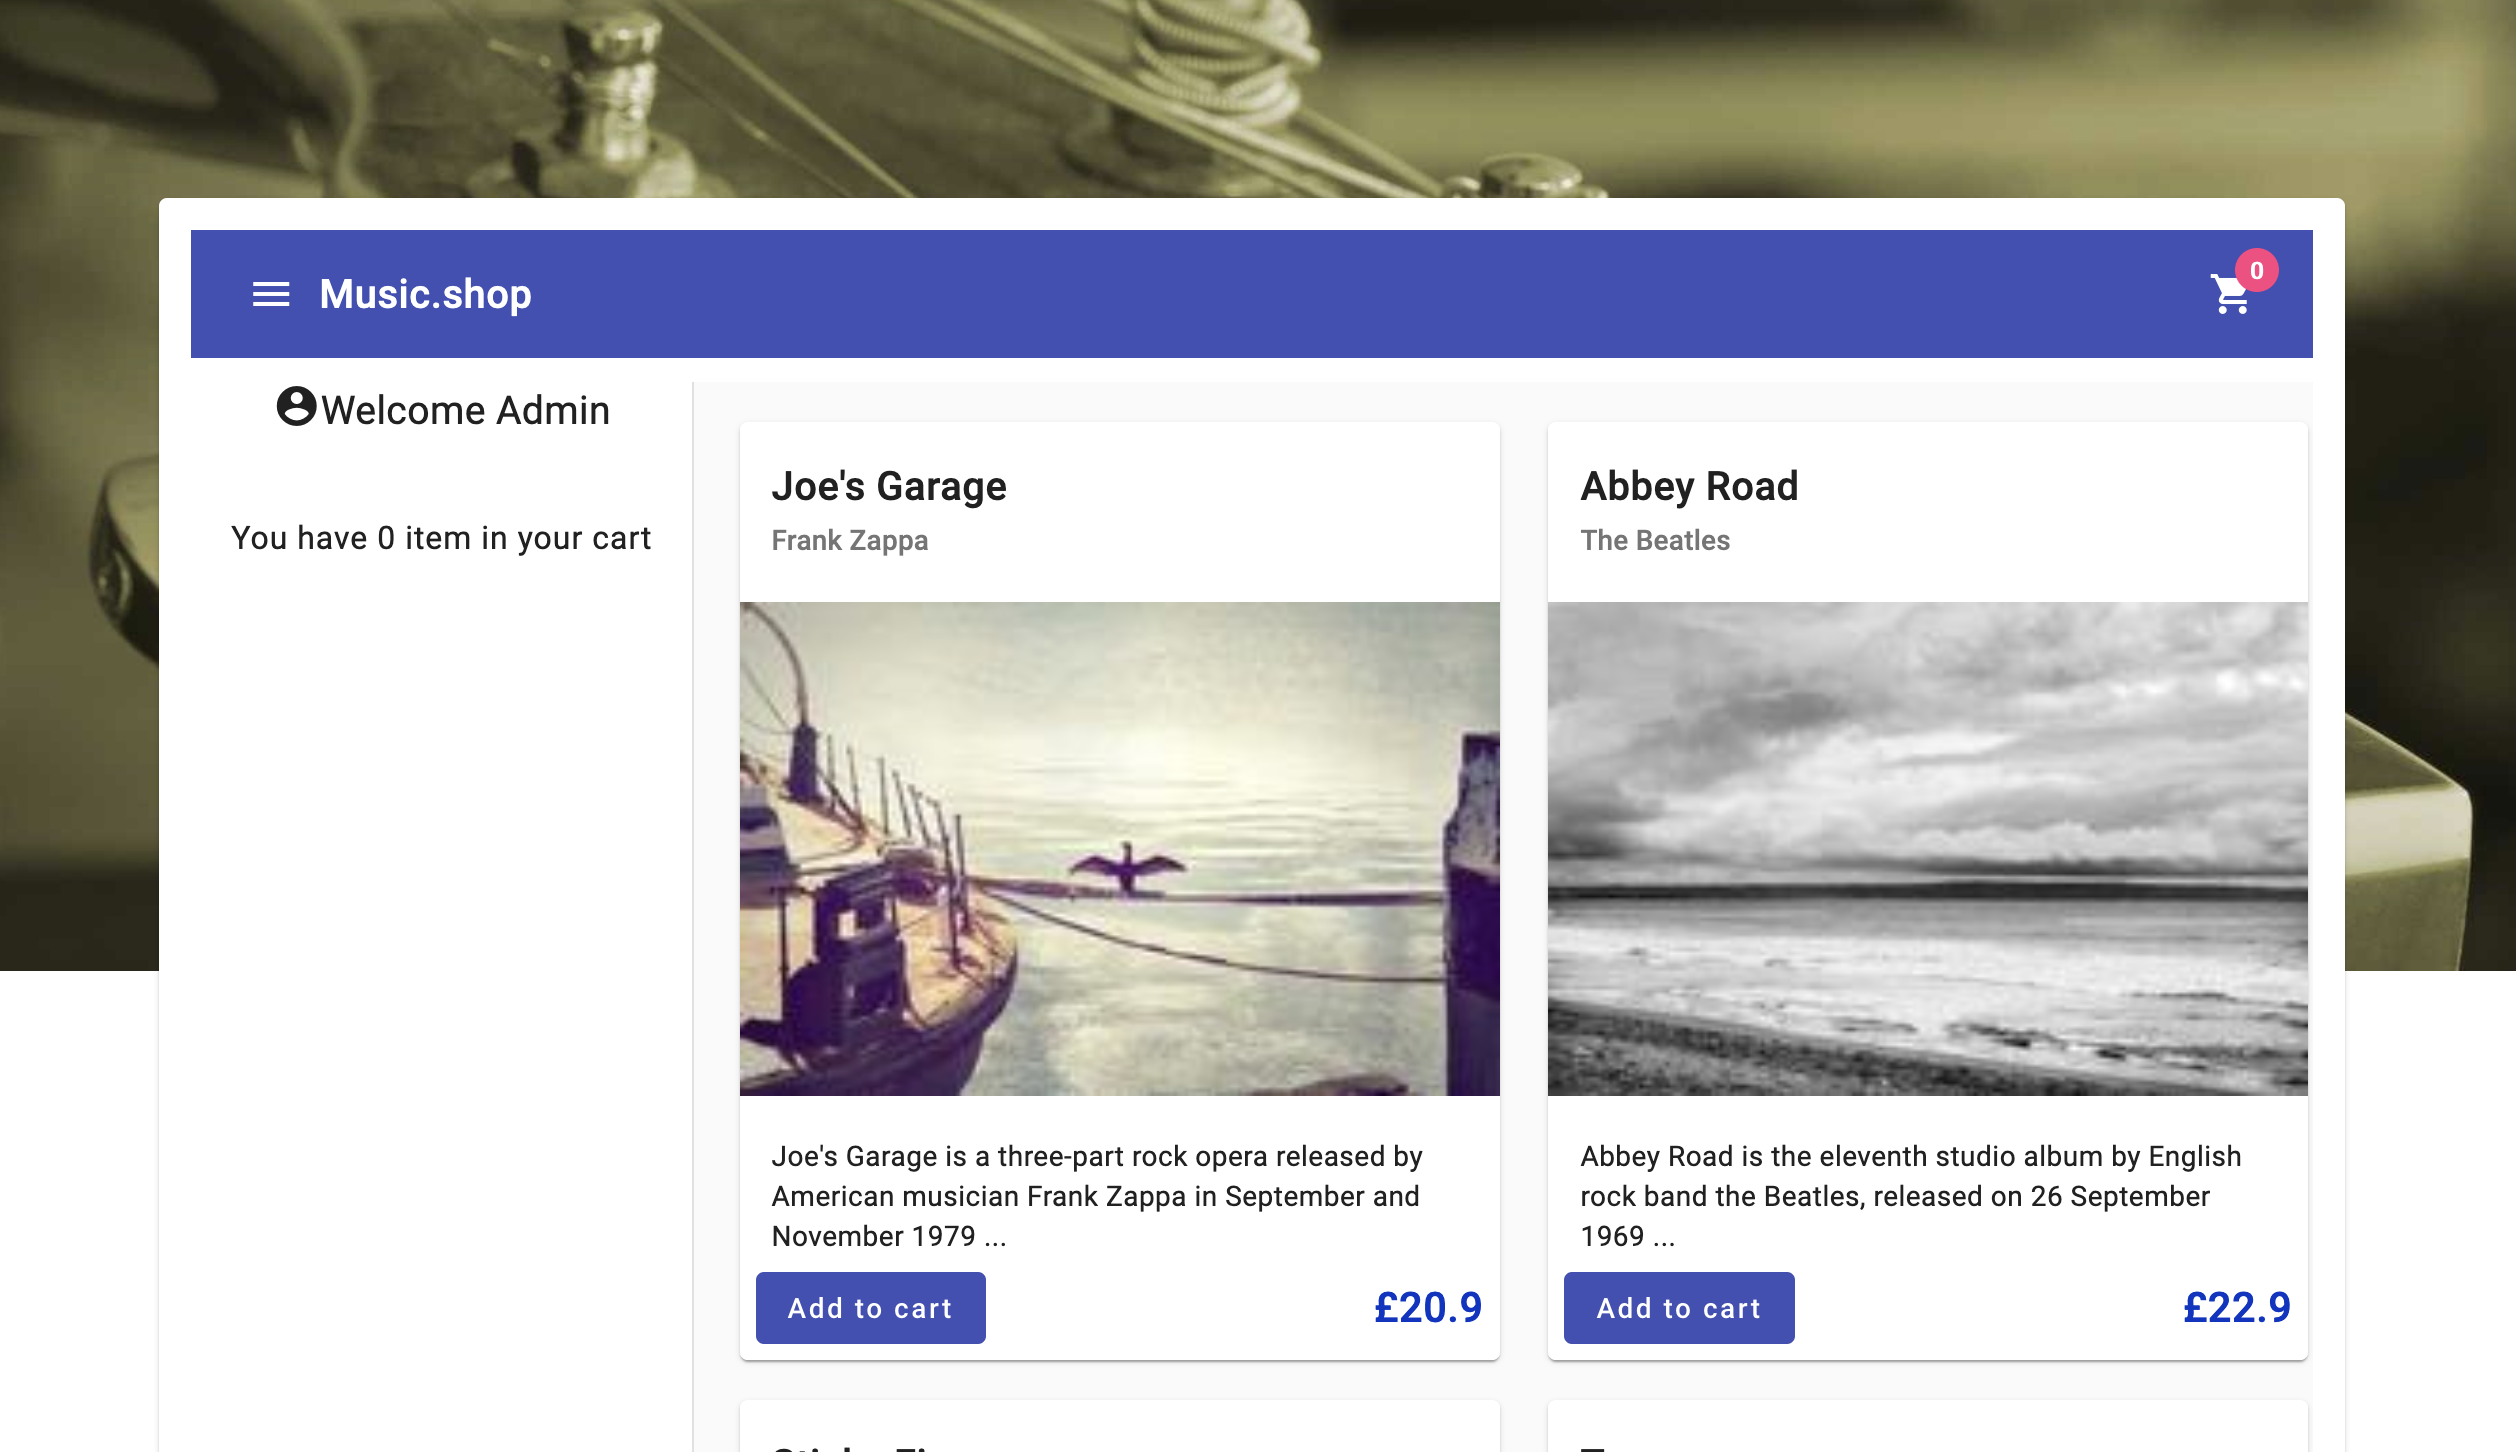 Music.shop
0
Welcome Admin
You have 0 item in your cart
Joe's Garage
Frank Zappa
Joe's Garage is a three-part rock opera released by
American musician Frank Zappa in September and
November 1979 ...
Add to cart
£20.9
Abbey Road
The Beatles
Abbey Road is the eleventh studio album by English
rock band the Beatles, released on 26 September
1969 ...
Add to cart
£22.9